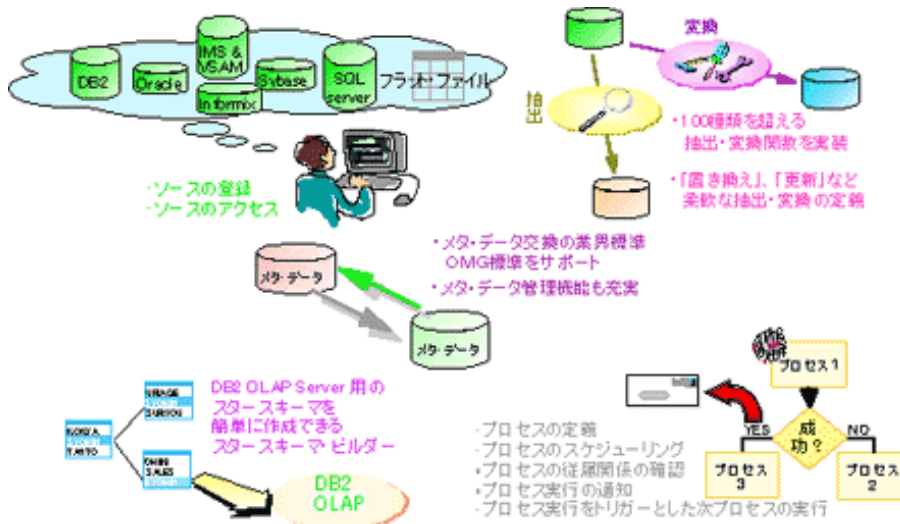 DB2
Oracle
IMS &
VSAM
Informix
Sybase
SQL
server
フラット・ファイル
・ソースの登録
・ソースのアクセス
変換
抽出
・100種類を超える
抽出・変換関数を実装
・「置き換え」、「更新」など
柔軟な抽出・変換の定義
メタ・データ
メタ・データ
・メタ・データ交換の業界標準
OMG標準をサポート
・メタ・データ管理機能も充実
DB2 OLAP Server 用の
スタースキーマを
簡単に作成できる
スタースキーマ・ビルダー
SALES
DB2
OLAP
プロセス1
成功?
YES
NO
プロセス
3
プロセス
2
・プロセスの定義
・プロセスのスケジューリング
・プロセスの従属関係の確認
・プロセス実行の通知
・プロセス実行をトリガーとした次プロセスの実行